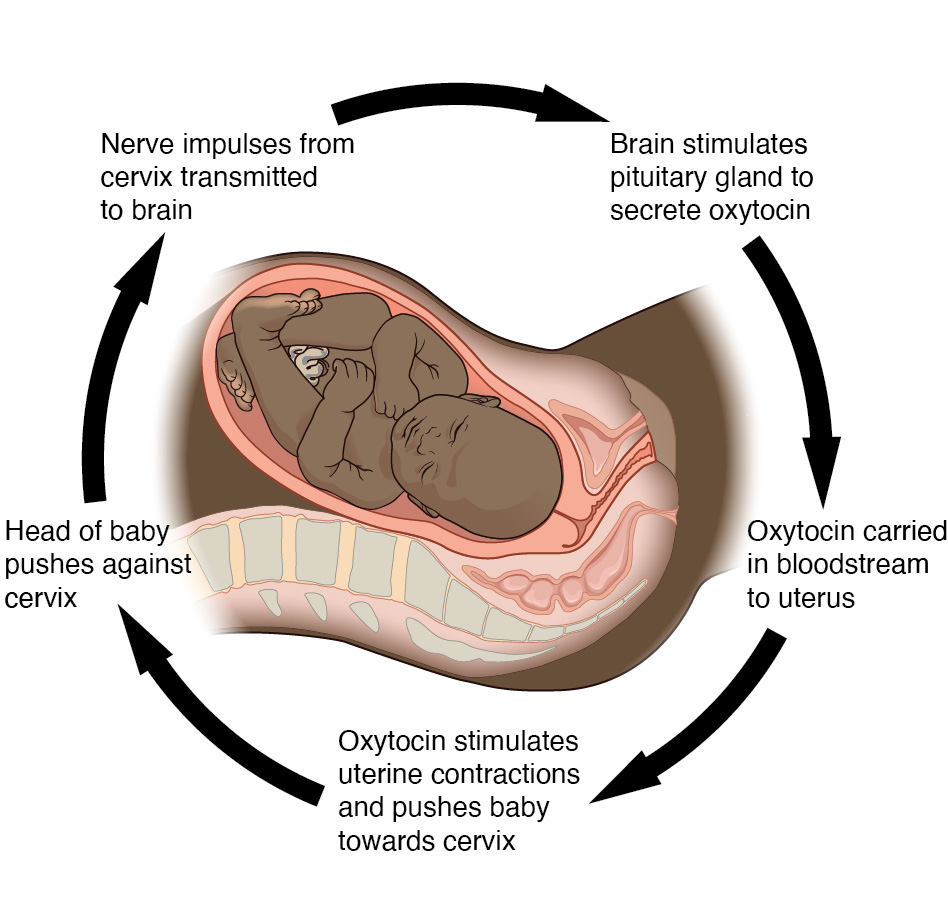 Nerve impulses from
cervix transmitted
to brain
Brain stimulates
pituitary gland to
secrete oxytocin
Oxytocin carried
in bloodstream
to uterus
Oxytocin stimulates
uterine contractions
and pushes baby
towards cervix
Head of baby
pushes against
cervix